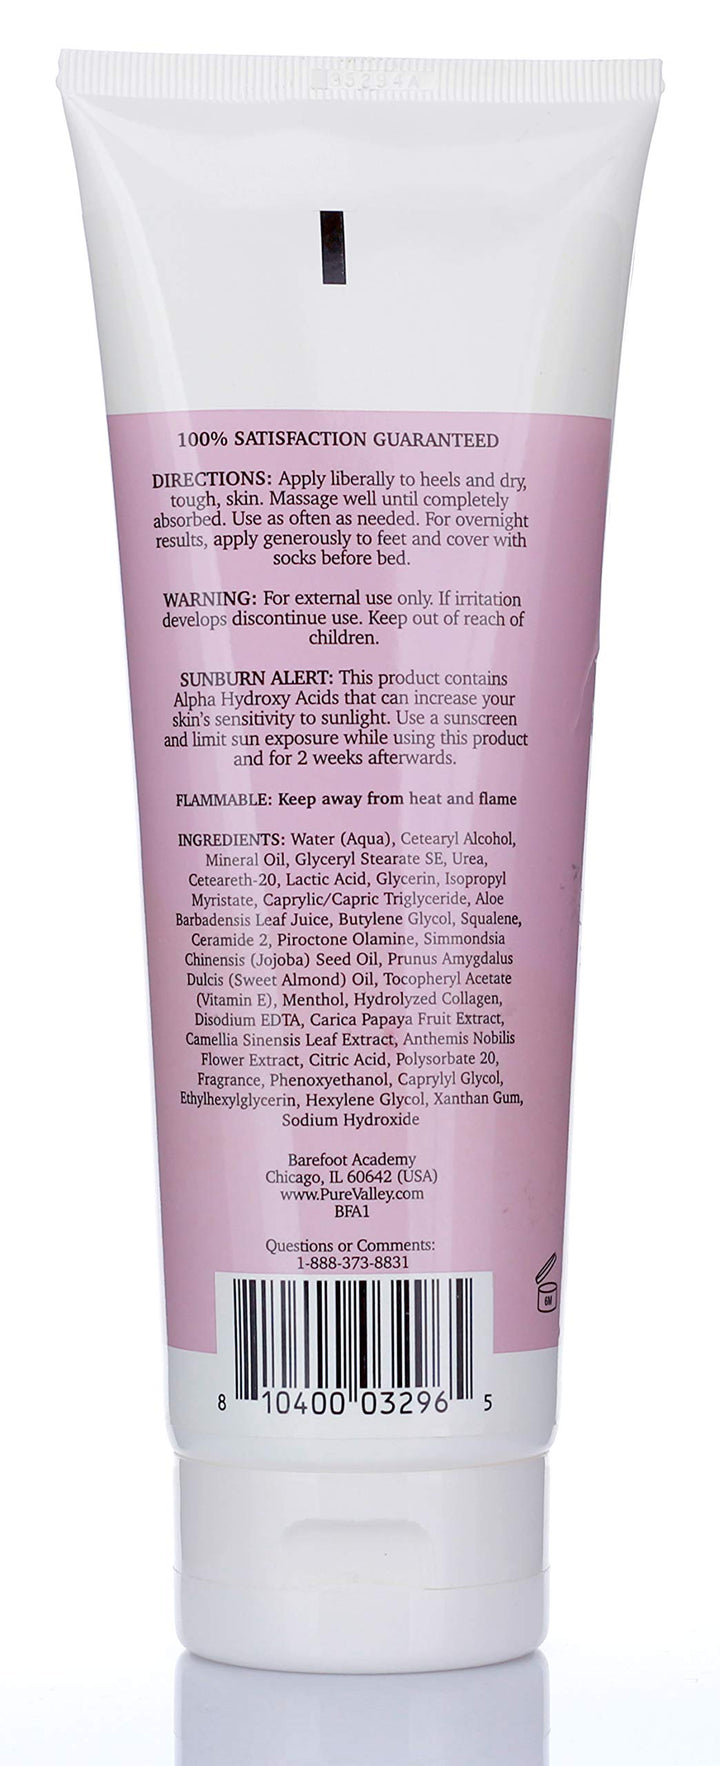 35294A
100% SATISFACTION GUARANTEED
DIRECTIONS: Apply liberally to heels and dry,
tough, skin. Massage well until completely
absorbed. Use as often as needed. For overnight
results, apply generously to feet and cover with
socks before bed.
WARNING: For external use only. If irritation
develops discontinue use. Keep out of reach of
children.
SUNBURN ALERT: This product contains
Alpha Hydroxy Acids that can increase your
skin's sensitivity to sunlight. Use a sunscreen
and limit sun exposure while using this product
and for 2 weeks afterwards.
FLAMMABLE: Keep away from heat and flame
INGREDIENTS: Water (Aqua), Cetearyl Alcohol,
Mineral Oil, Glyceryl Stearate SE, Urea,
Ceteareth-20, Lactic Acid, Glycerin, Isopropyl
Myristate, Caprylic/Capric Triglyceride, Aloe
Barbadensis Leaf Juice, Butylene Glycol, Squalene,
Ceramide 2, Piroctone Olamine, Simmondsia
Chinensis (Jojoba) Seed Oil, Prunus Amygdalus
Dulcis (Sweet Almond) Oil, Tocopheryl Acetate
(Vitamin E), Menthol, Hydrolyzed Collagen,
Disodium EDTA, Carica Papaya Fruit Extract,
Camellia Sinensis Leaf Extract, Anthemis Nobilis
Flower Extract, Citric Acid, Polysorbate 20,
Fragrance, Phenoxyethanol, Caprylyl Glycol,
Ethylhexylglycerin, Hexylene Glycol, Xanthan Gum,
Sodium Hydroxide
Barefoot Academy
Chicago, IL 60642 (USA)
www.PureValley.com
BFA1
Questions or Comments:
1-888-373-8831
6M
8 10400 03296 5